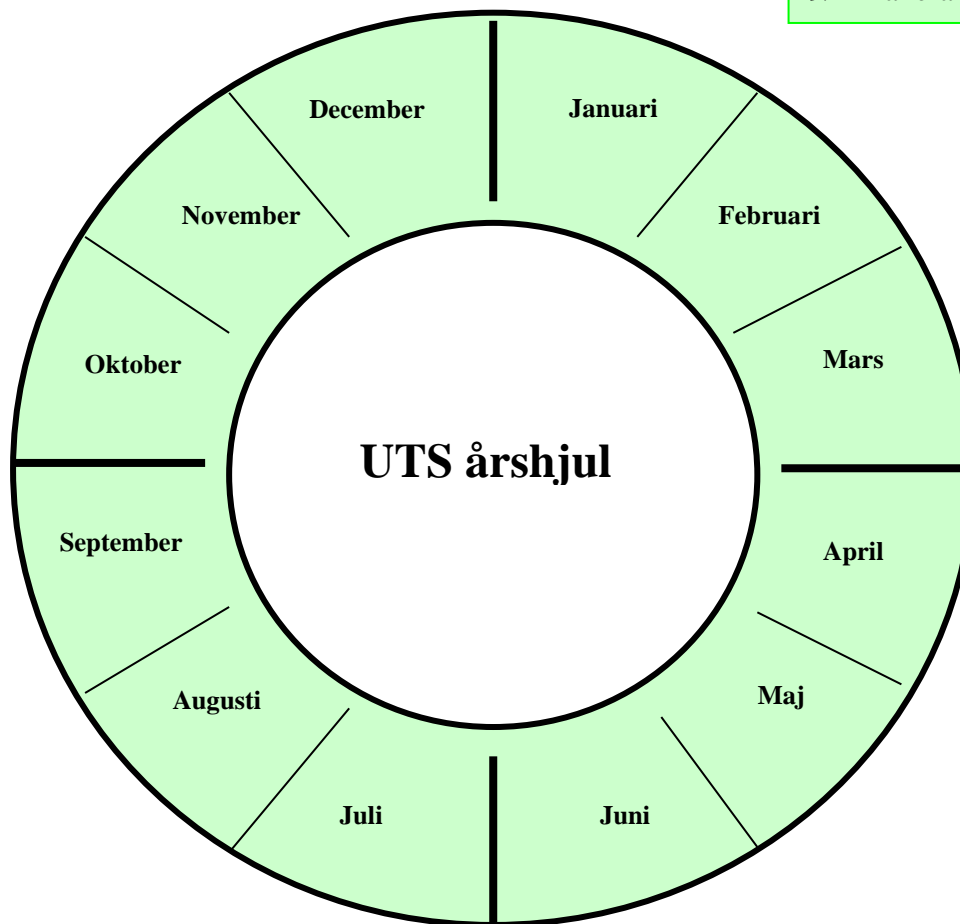 December
Januari
November
Februari
Oktober
Mars
UTS årshjul
September
April
Augusti
Maj
Juli
Juni